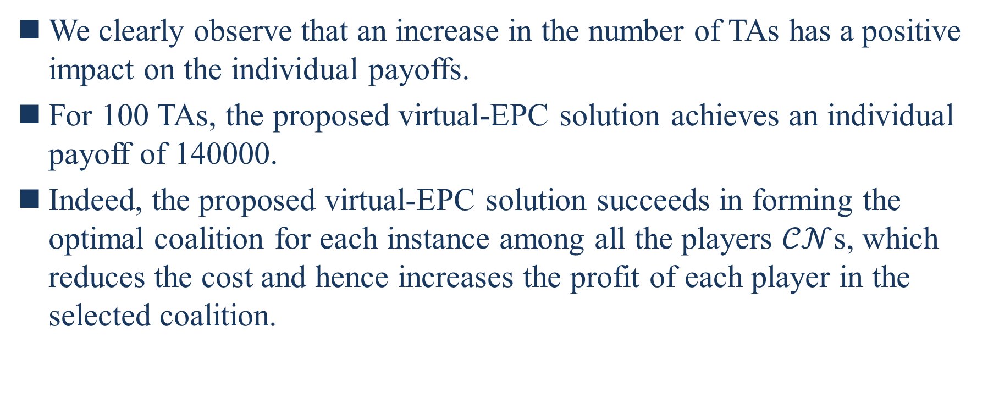 ■ We clearly observe that an increase in the number of TAs has a positive
impact on the individual payoffs.
■ For 100 TAs, the proposed virtual-EPC solution achieves an individual
payoff of 140000.
■ Indeed, the proposed virtual-EPC solution succeeds in forming the
optimal coalition for each instance among all the players 𝒞𝒩s, which
reduces the cost and hence increases the profit of each player in the
selected coalition.